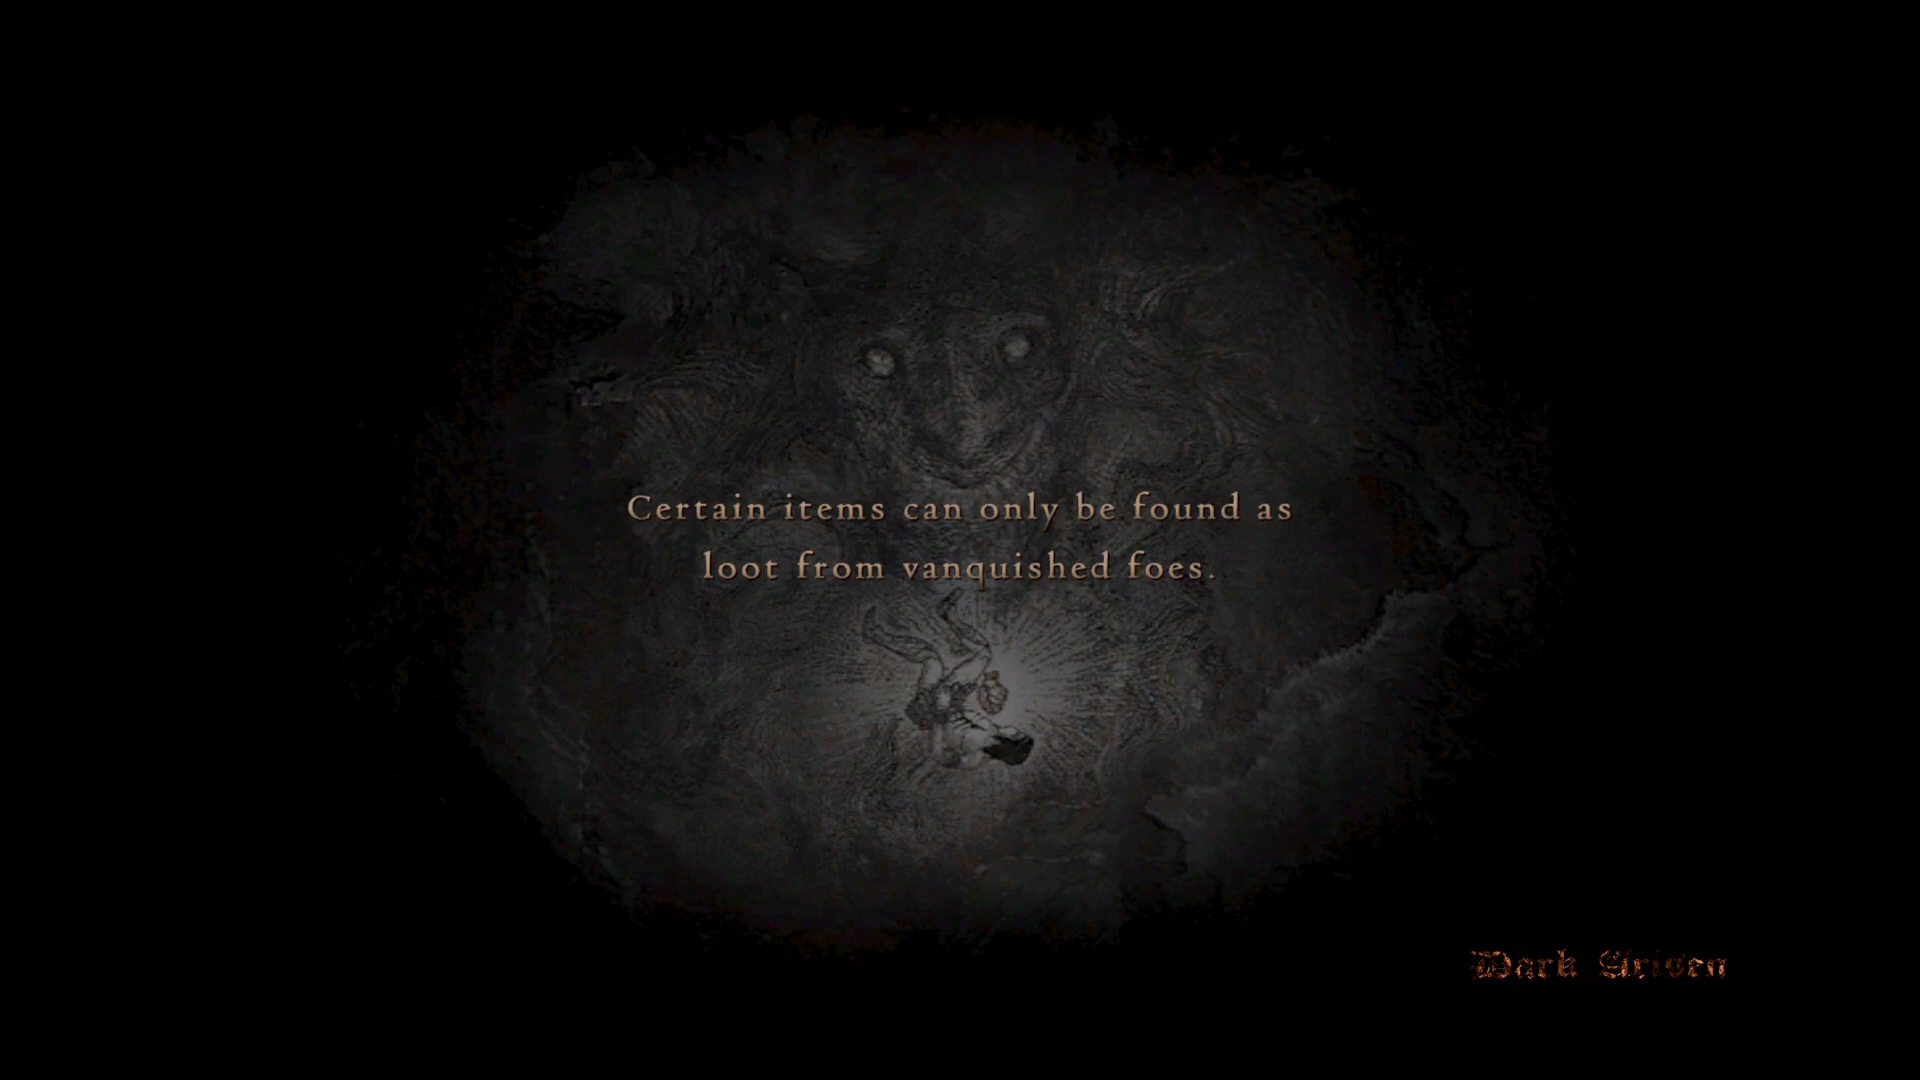 Certain items can only be found as
loot from vanquished foes.
Dark Arisen